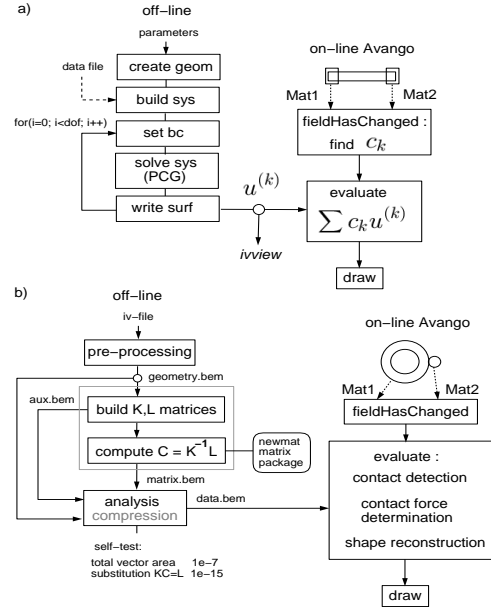 a)
off-line
parameters
create geom
data file
build sys
for(i=0; i<dof; i++)
set bc
solve sys
(PCG)
write surf
u^(k)
ivview
on-line Avango
Mat1
Mat2
fieldHasChanged :
find c_k
evaluate
∑ c_k u^(k)
draw
b)
off-line
iv-file
pre-processing
geometry.bem
aux.bem
build K,L matrices
compute C = K^-1 L
newmat
matrix
package
matrix.bem
analysis
compression
data.bem
self-test:
total vector area 1e-7
substitution KC=L 1e-15
on-line Avango
Mat1
Mat2
fieldHasChanged
evaluate :
contact detection
contact force
determination
shape reconstruction
draw